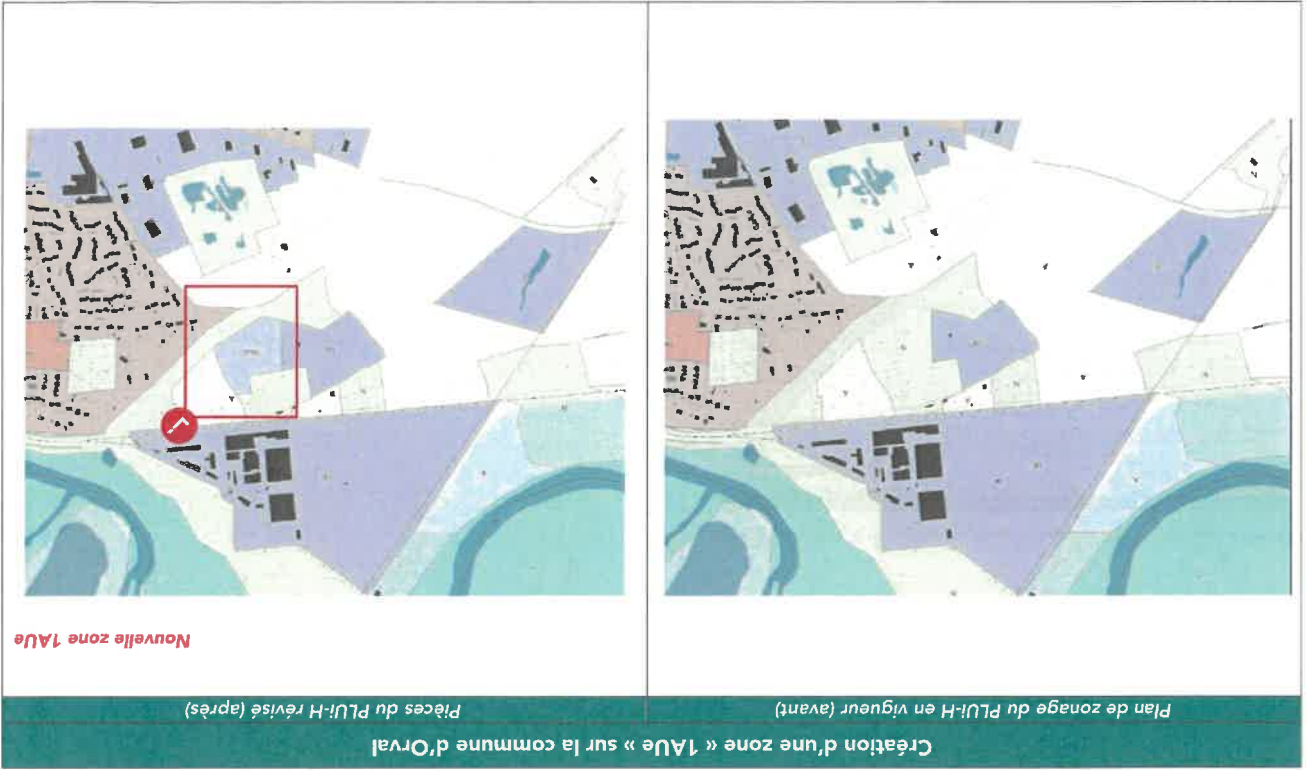 Création d'une zone « 1AUe » sur la commune d'Orval
Plan de zonage du PLUi-H en vigueur (avant)
Pièces du PLUi-H révisé (après)
Nouvelle zone 1AUe